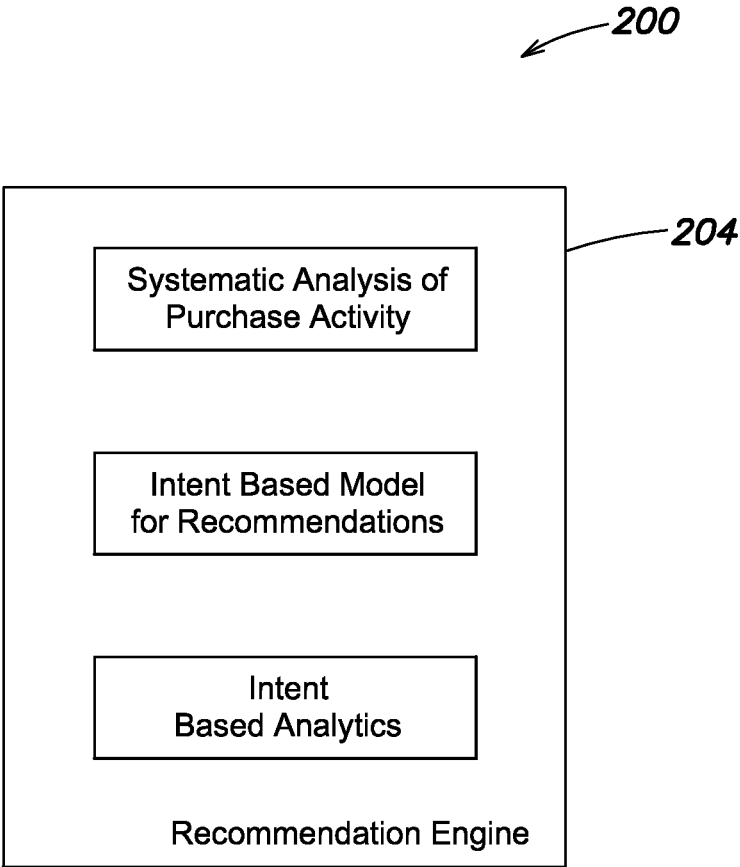 200
204
Systematic Analysis of
Purchase Activity
Intent Based Model
for Recommendations
Intent
Based Analytics
Recommendation Engine